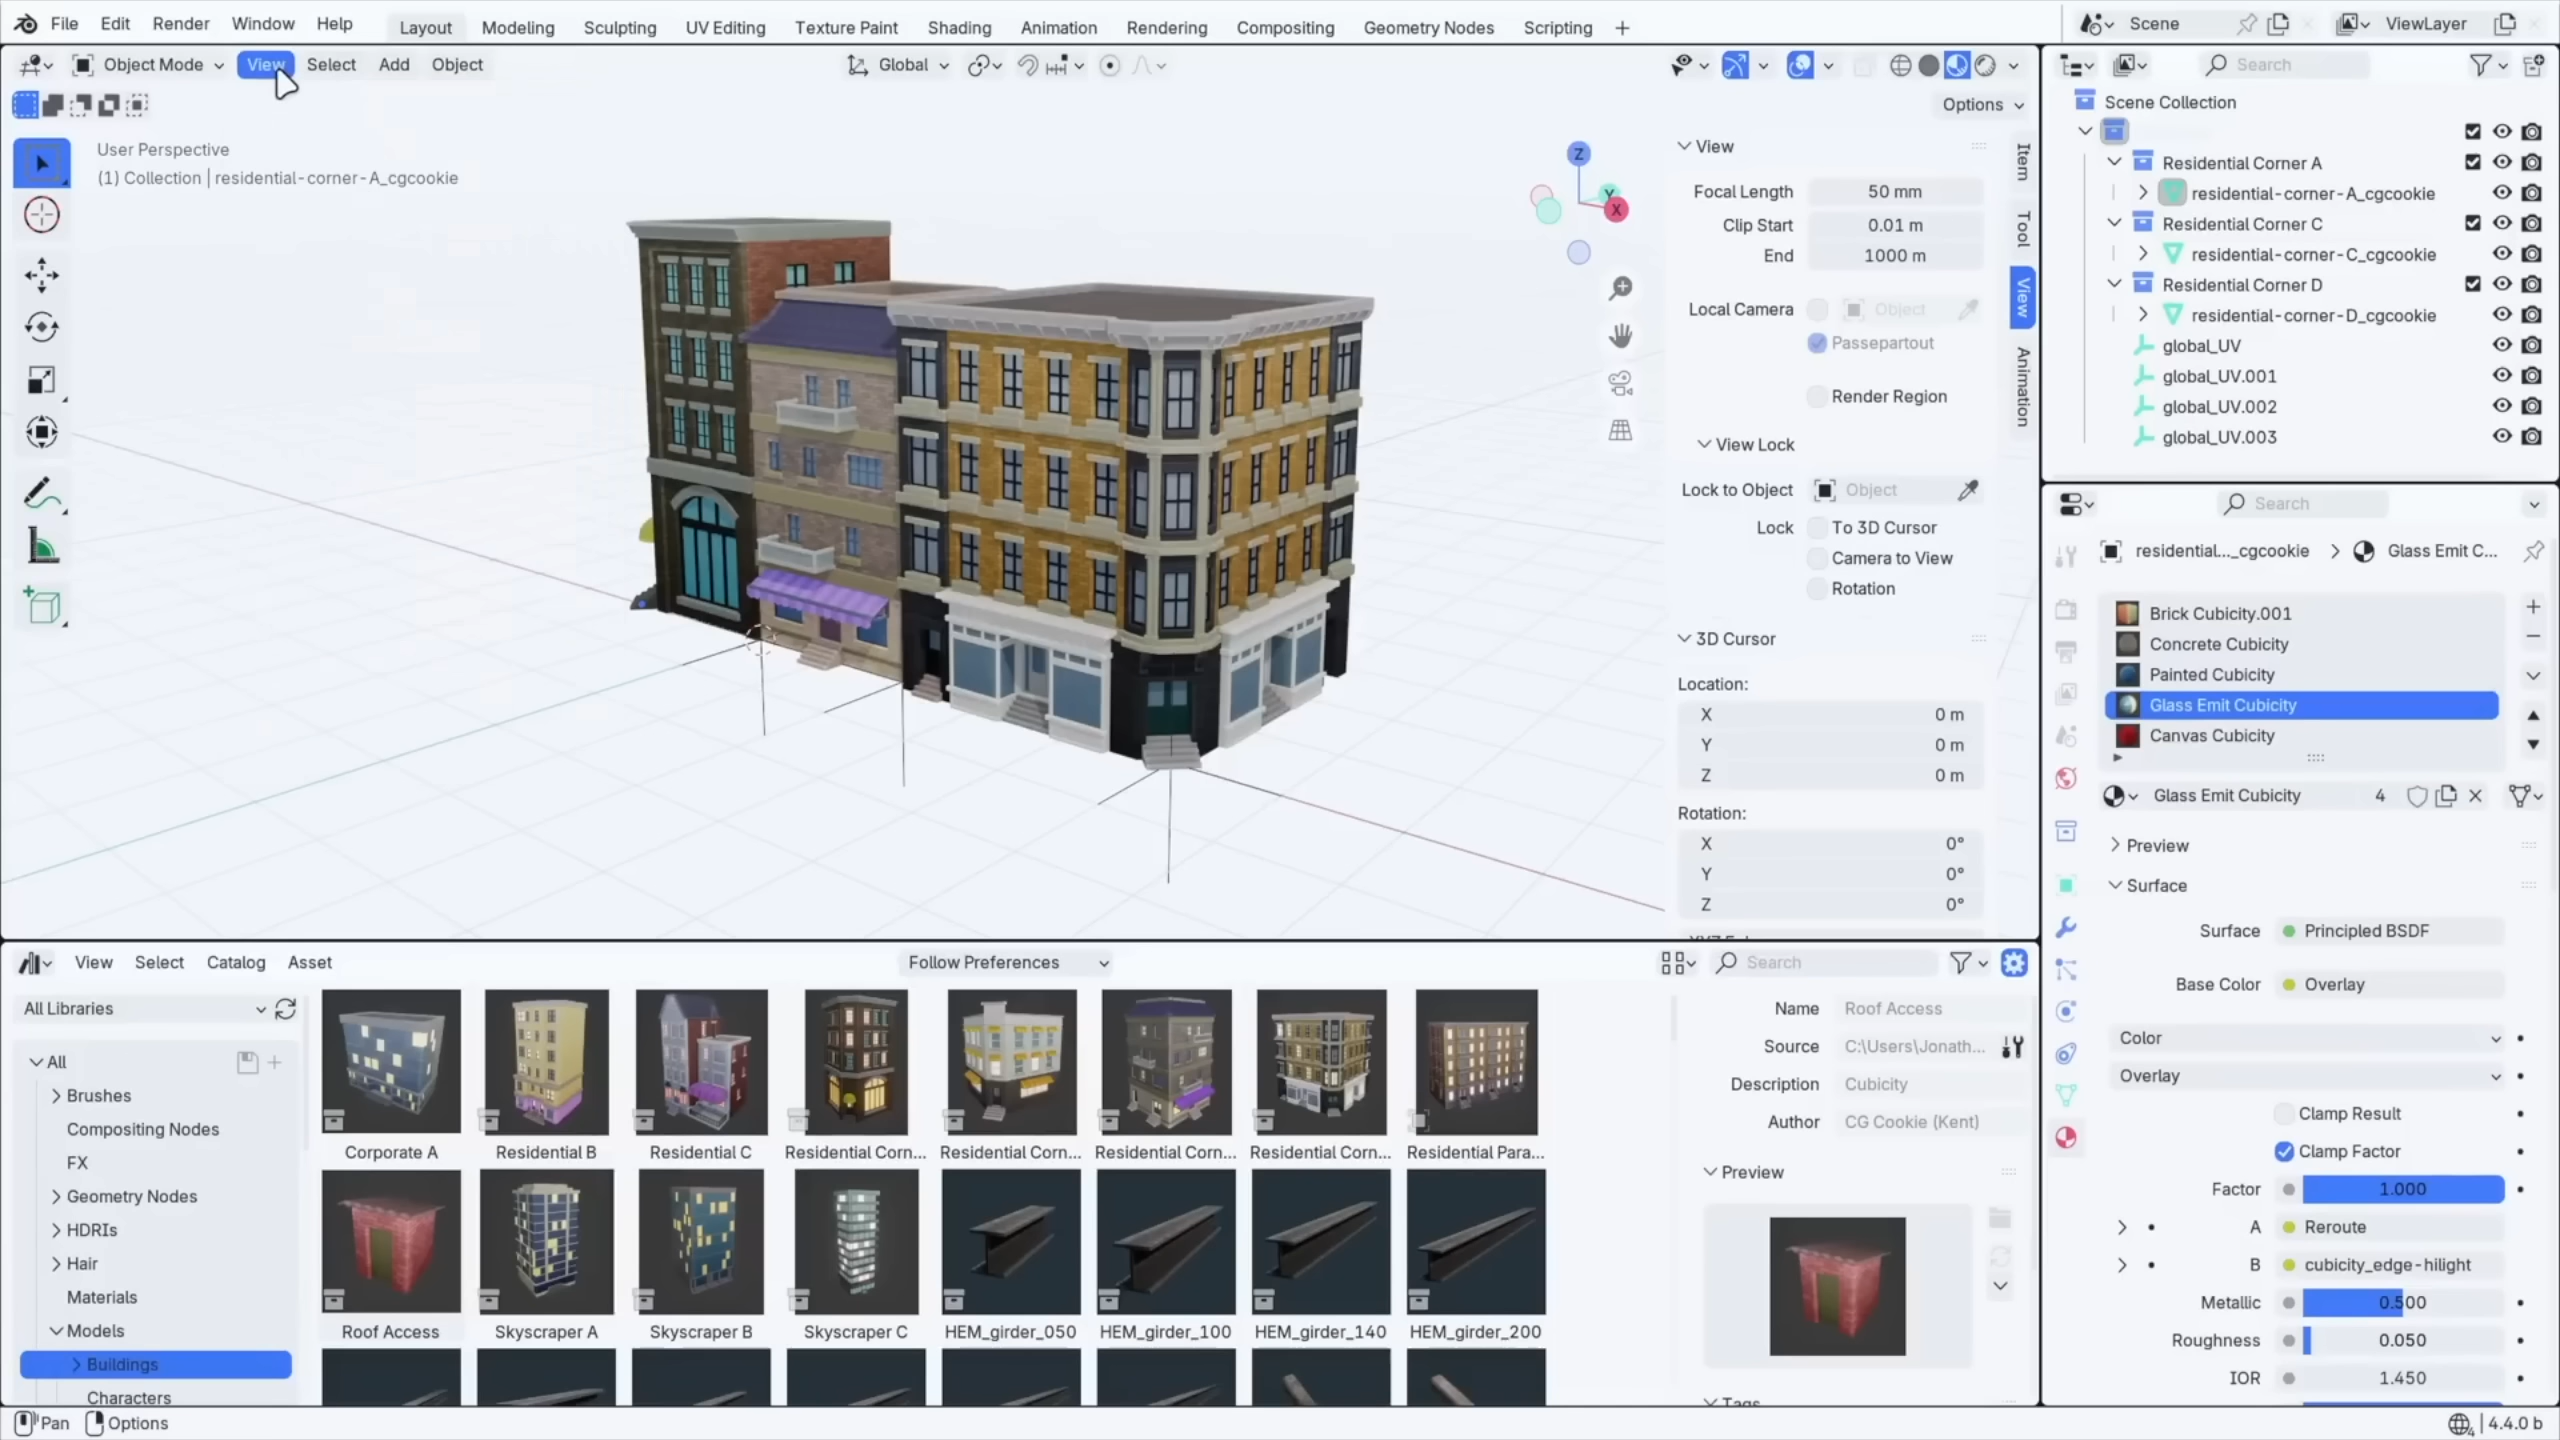 File Edit Render Window Help Layout Modeling Sculpting UV Editing Texture Paint Shading Animation Rendering Compositing Geometry Nodes Scripting + Scene ViewLayer
Object Mode View Select Add Object Global Search
Options
User Perspective
(1) Collection | residential-corner-A_cgcookie
Z
Y
X
Item
Tool
View
Animation
View
Focal Length 50 mm
Clip Start 0.01 m
End 1000 m
Local Camera Object
Passepartout
Render Region
View Lock
Lock to Object Object
Lock To 3D Cursor
Camera to View
Rotation
3D Cursor
Location:
X 0 m
Y 0 m
Z 0 m
Rotation:
X 0°
Y 0°
Z 0°
Scene Collection
Residential Corner A
residential-corner-A_cgcookie
Residential Corner C
residential-corner-C_cgcookie
Residential Corner D
residential-corner-D_cgcookie
global_UV
global_UV.001
global_UV.002
global_UV.003
Search
residential..._cgcookie > Glass Emit C...
Brick Cubicity.001
Concrete Cubicity
Painted Cubicity
Glass Emit Cubicity
Canvas Cubicity
Glass Emit Cubicity 4
Preview
Surface
Surface Principled BSDF
Base Color Overlay
Color
Overlay
Clamp Result
Clamp Factor
Factor 1.000
A Reroute
B cubicity_edge-hilight
Metallic 0.500
Roughness 0.050
IOR 1.450
View Select Catalog Asset Follow Preferences Search
All Libraries
All
Brushes
Compositing Nodes
FX
Geometry Nodes
HDRIs
Hair
Materials
Models
Buildings
Characters
Corporate A Residential B Residential C Residential Corn... Residential Corn... Residential Corn... Residential Corn... Residential Para...
Roof Access Skyscraper A Skyscraper B Skyscraper C HEM_girder_050 HEM_girder_100 HEM_girder_140 HEM_girder_200
Name Roof Access
Source C:\Users\Jonath...
Description Cubicity
Author CG Cookie (Kent)
Preview
Tags
Pan Options 4.4.0 b